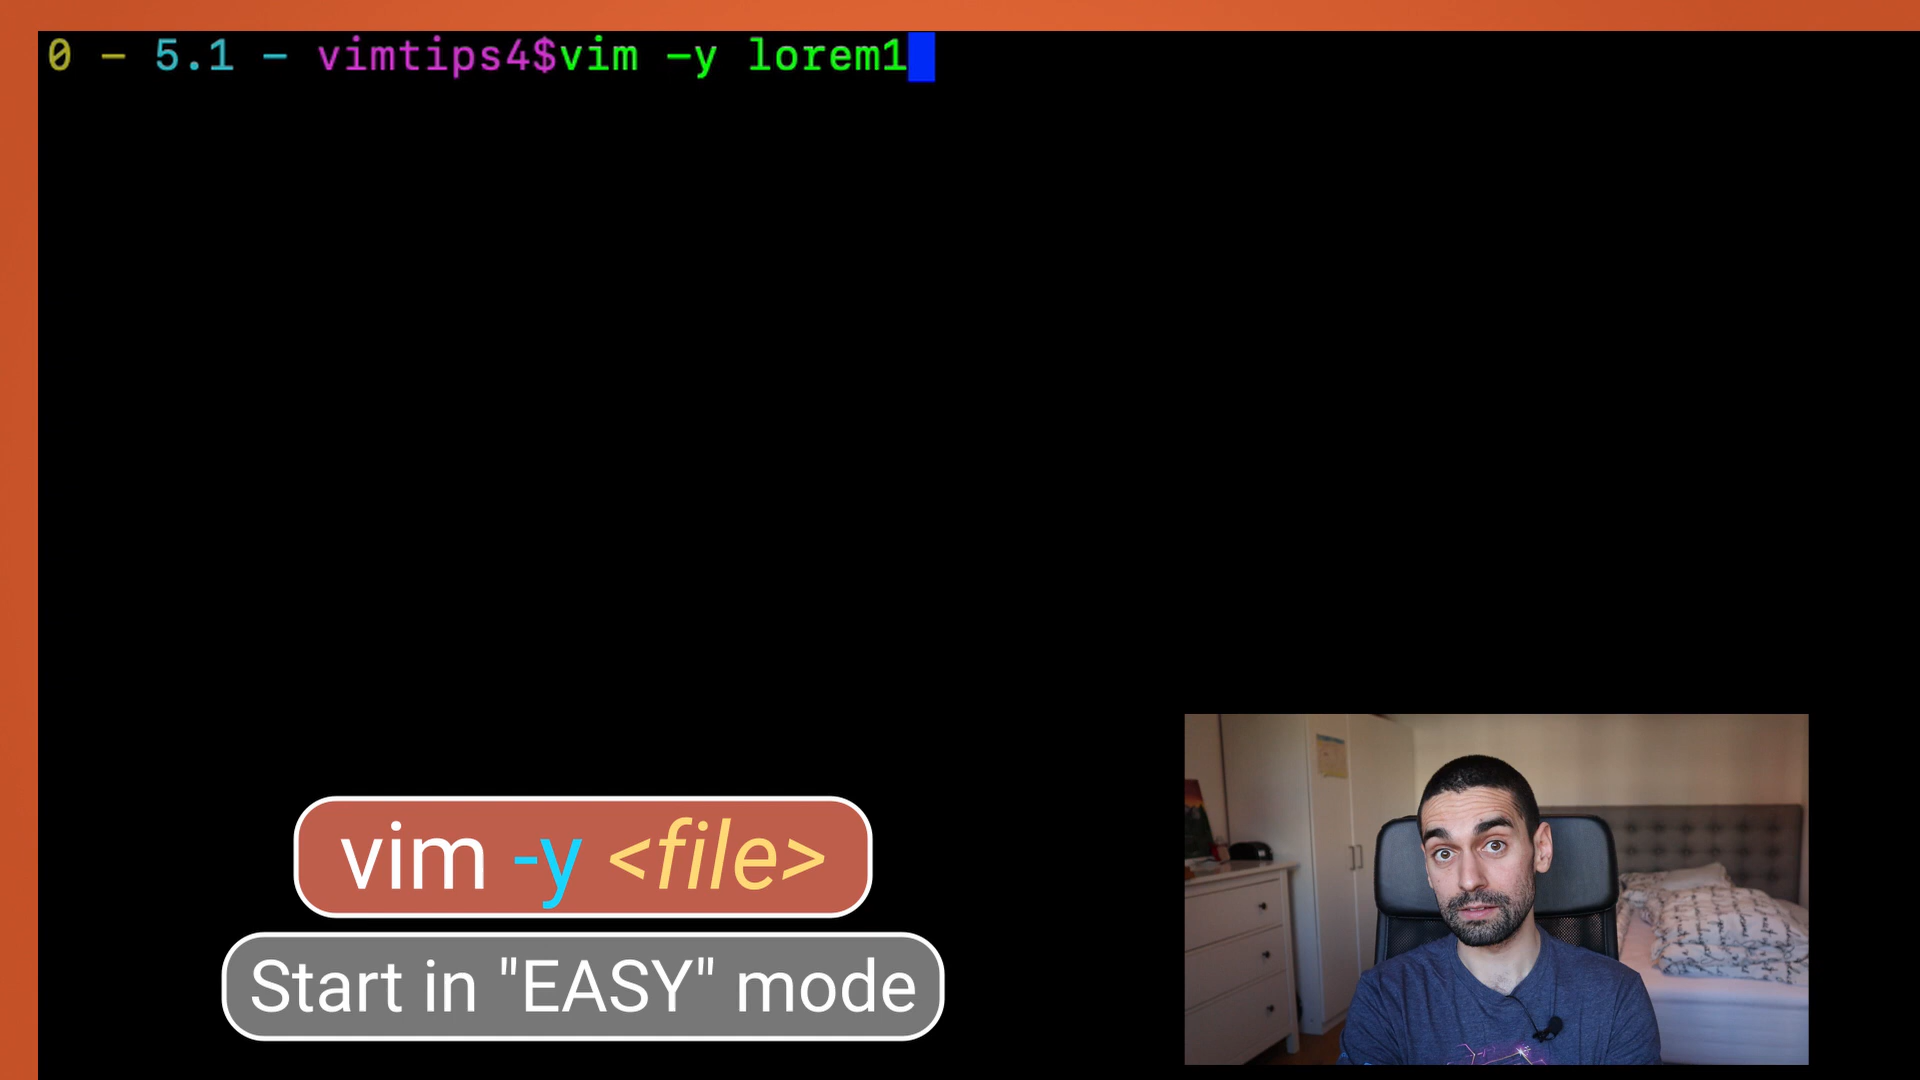 0 - 5.1 - vimtips4$vim -y lorem1
vim -y <file>
Start in "EASY" mode